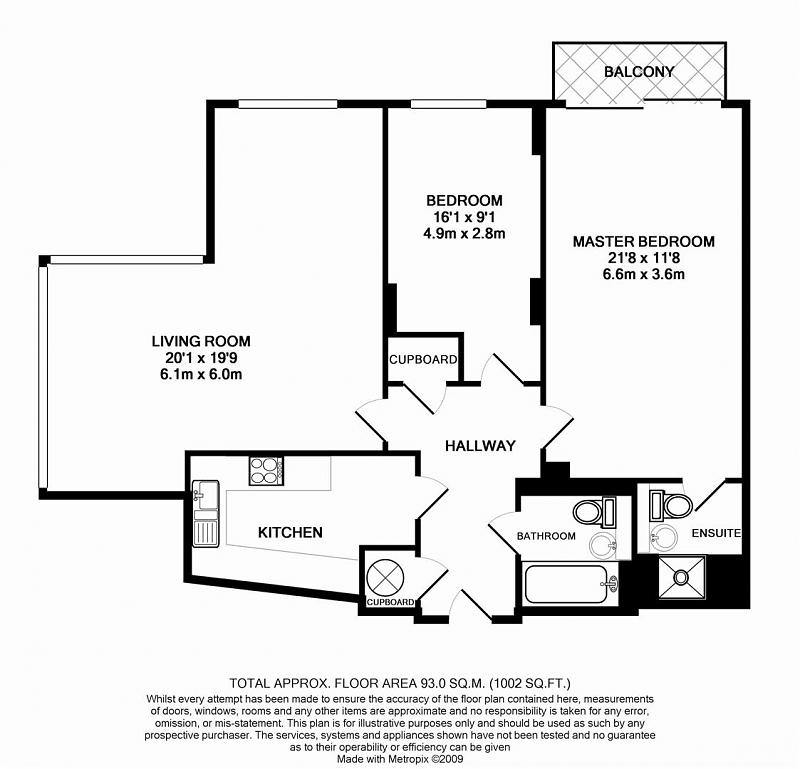 BALCONY
BEDROOM
16'1 x 9'1
4.9m x 2.8m
MASTER BEDROOM
21'8 x 11'8
6.6m x 3.6m
LIVING ROOM
20'1 x 19'9
6.1m x 6.0m
CUPBOARD
HALLWAY
KITCHEN
BATHROOM
ENSUITE
CUPBOARD
TOTAL APPROX. FLOOR AREA 93.0 SQ.M. (1002 SQ.FT.)
Whilst every attempt has been made to ensure the accuracy of the floor plan contained here, measurements
of doors, windows, rooms and any other items are approximate and no responsibility is taken for any error,
omission, or mis-statement. This plan is for illustrative purposes only and should be used as such by any
prospective purchaser. The services, systems and appliances shown have not been tested and no guarantee
as to their operability or efficiency can be given
Made with Metropix ©2009